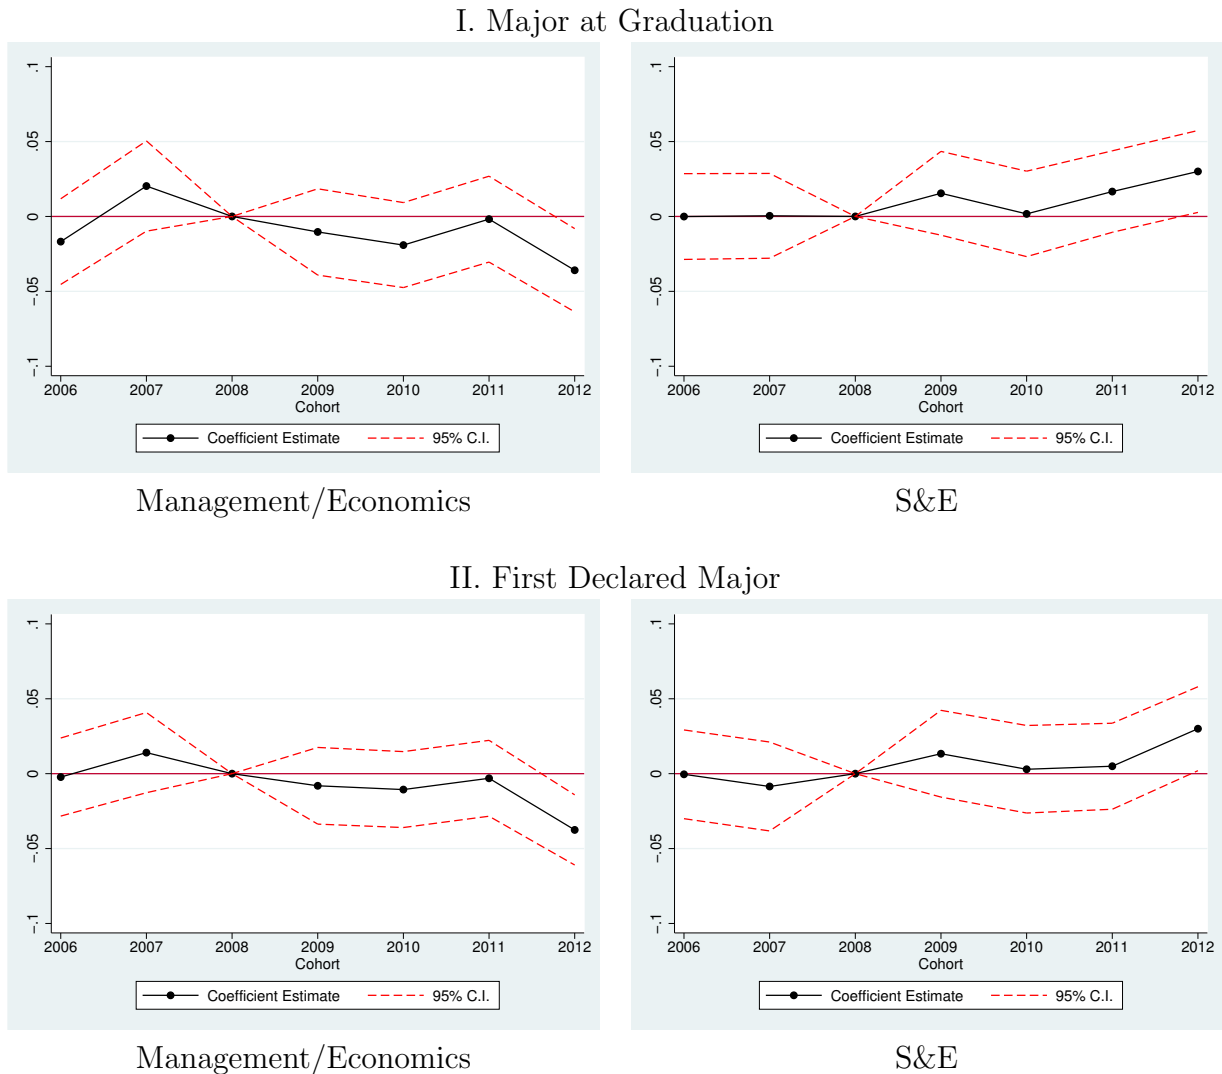 I. Major at Graduation
.1
.05
0
-.05
-.1
2006 2007 2008 2009 2010 2011 2012
Cohort
Coefficient Estimate 95% C.I.
Management/Economics
.1
.05
0
-.05
-.1
2006 2007 2008 2009 2010 2011 2012
Cohort
Coefficient Estimate 95% C.I.
S&E
II. First Declared Major
.1
.05
0
-.05
-.1
2006 2007 2008 2009 2010 2011 2012
Cohort
Coefficient Estimate 95% C.I.
Management/Economics
.1
.05
0
-.05
-.1
2006 2007 2008 2009 2010 2011 2012
Cohort
Coefficient Estimate 95% C.I.
S&E